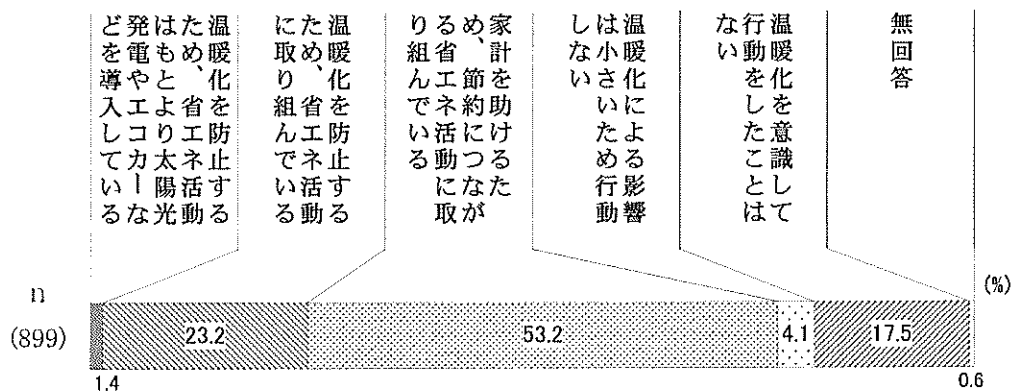 温暖化を防止する
ため、省エネ活動
はもとより太陽光
発電やエコカーな
どを導入している
温暖化を防止する
ため、省エネ活動
に取り組んでいる
家計を助けるた
め、節約につなが
る省エネ活動に取
り組んでいる
温暖化による影響
は小さいため行動
しない
温暖化を意識して
行動をしたことは
ない
無回答
(%)
n
(899)
23.2
53.2
4.1
17.5
1.4
0.6